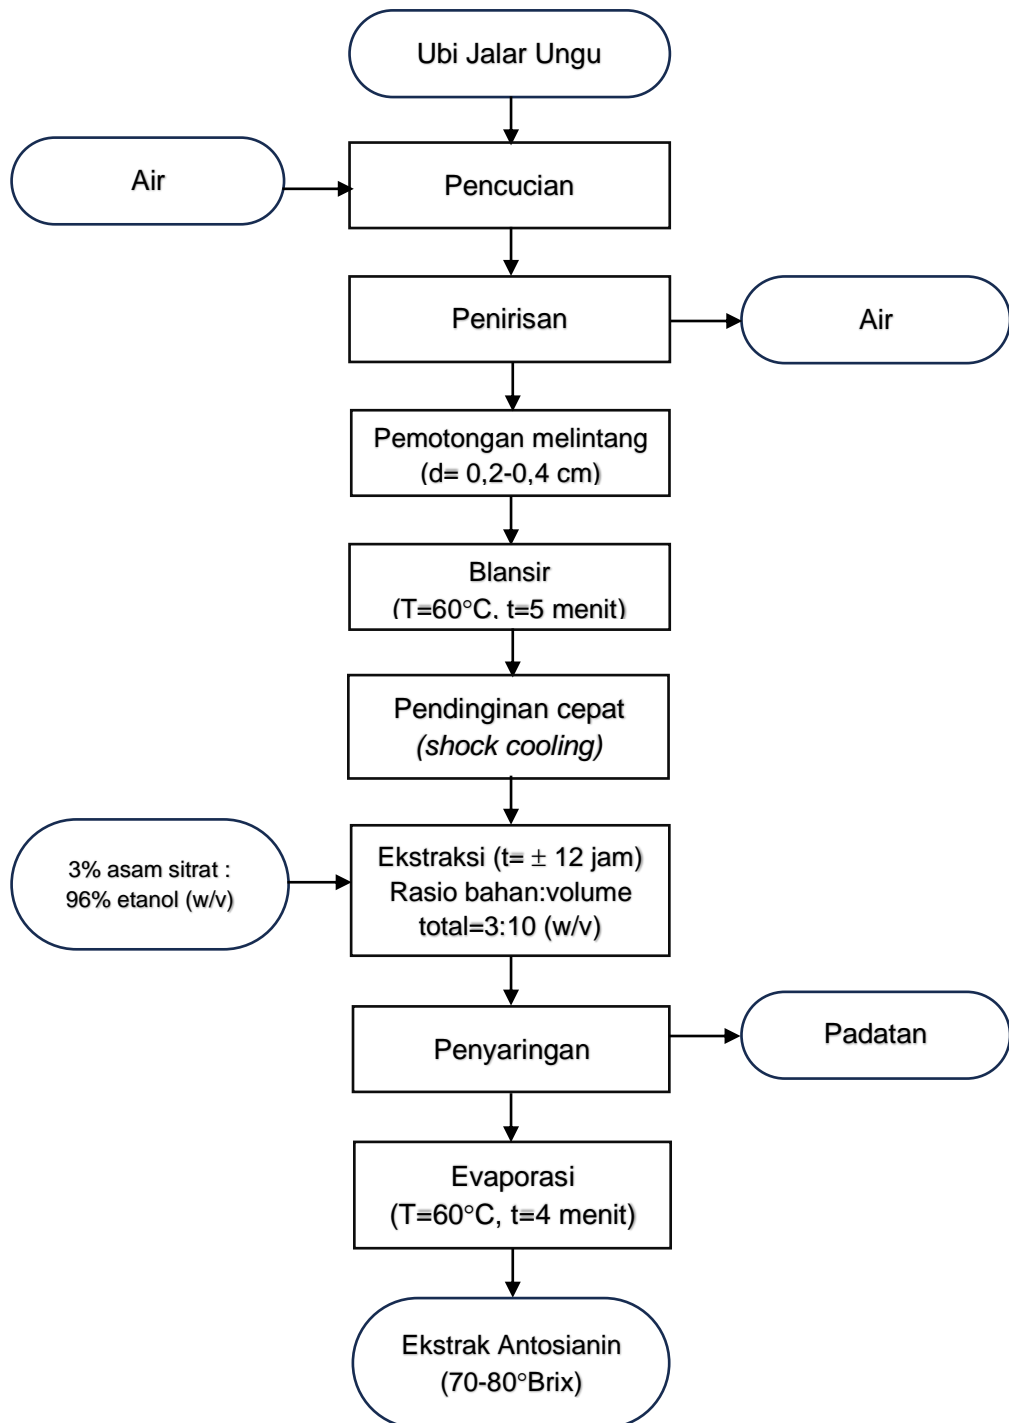 Ubi Jalar Ungu
Air
Pencucian
Penirisan
Air
Pemotongan melintang
(d= 0,2-0,4 cm)
Blansir
(T=60°C, t=5 menit)
Pendinginan cepat
(shock cooling)
3% asam sitrat :
96% etanol (w/v)
Ekstraksi (t= ± 12 jam)
Rasio bahan:volume
total=3:10 (w/v)
Penyaringan
Padatan
Evaporasi
(T=60°C, t=4 menit)
Ekstrak Antosianin
(70-80°Brix)